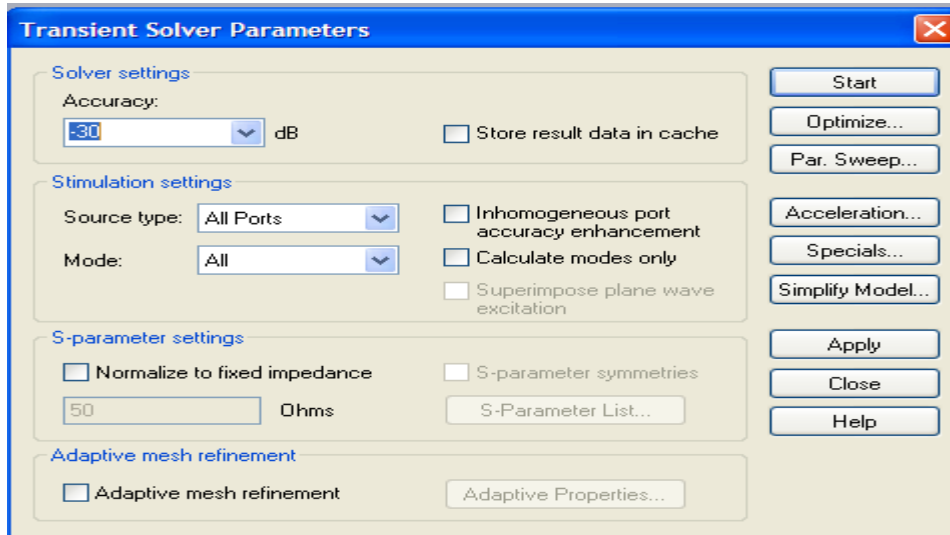 Transient Solver Parameters
Solver settings
Accuracy:
-30 dB
Store result data in cache
Stimulation settings
Source type: All Ports
Mode: All
Inhomogeneous port
accuracy enhancement
Calculate modes only
Superimpose plane wave
excitation
S-parameter settings
Normalize to fixed impedance
50 Ohms
S-parameter symmetries
S-Parameter List...
Adaptive mesh refinement
Adaptive mesh refinement
Adaptive Properties...
Start
Optimize...
Par. Sweep...
Acceleration...
Specials...
Simplify Model...
Apply
Close
Help